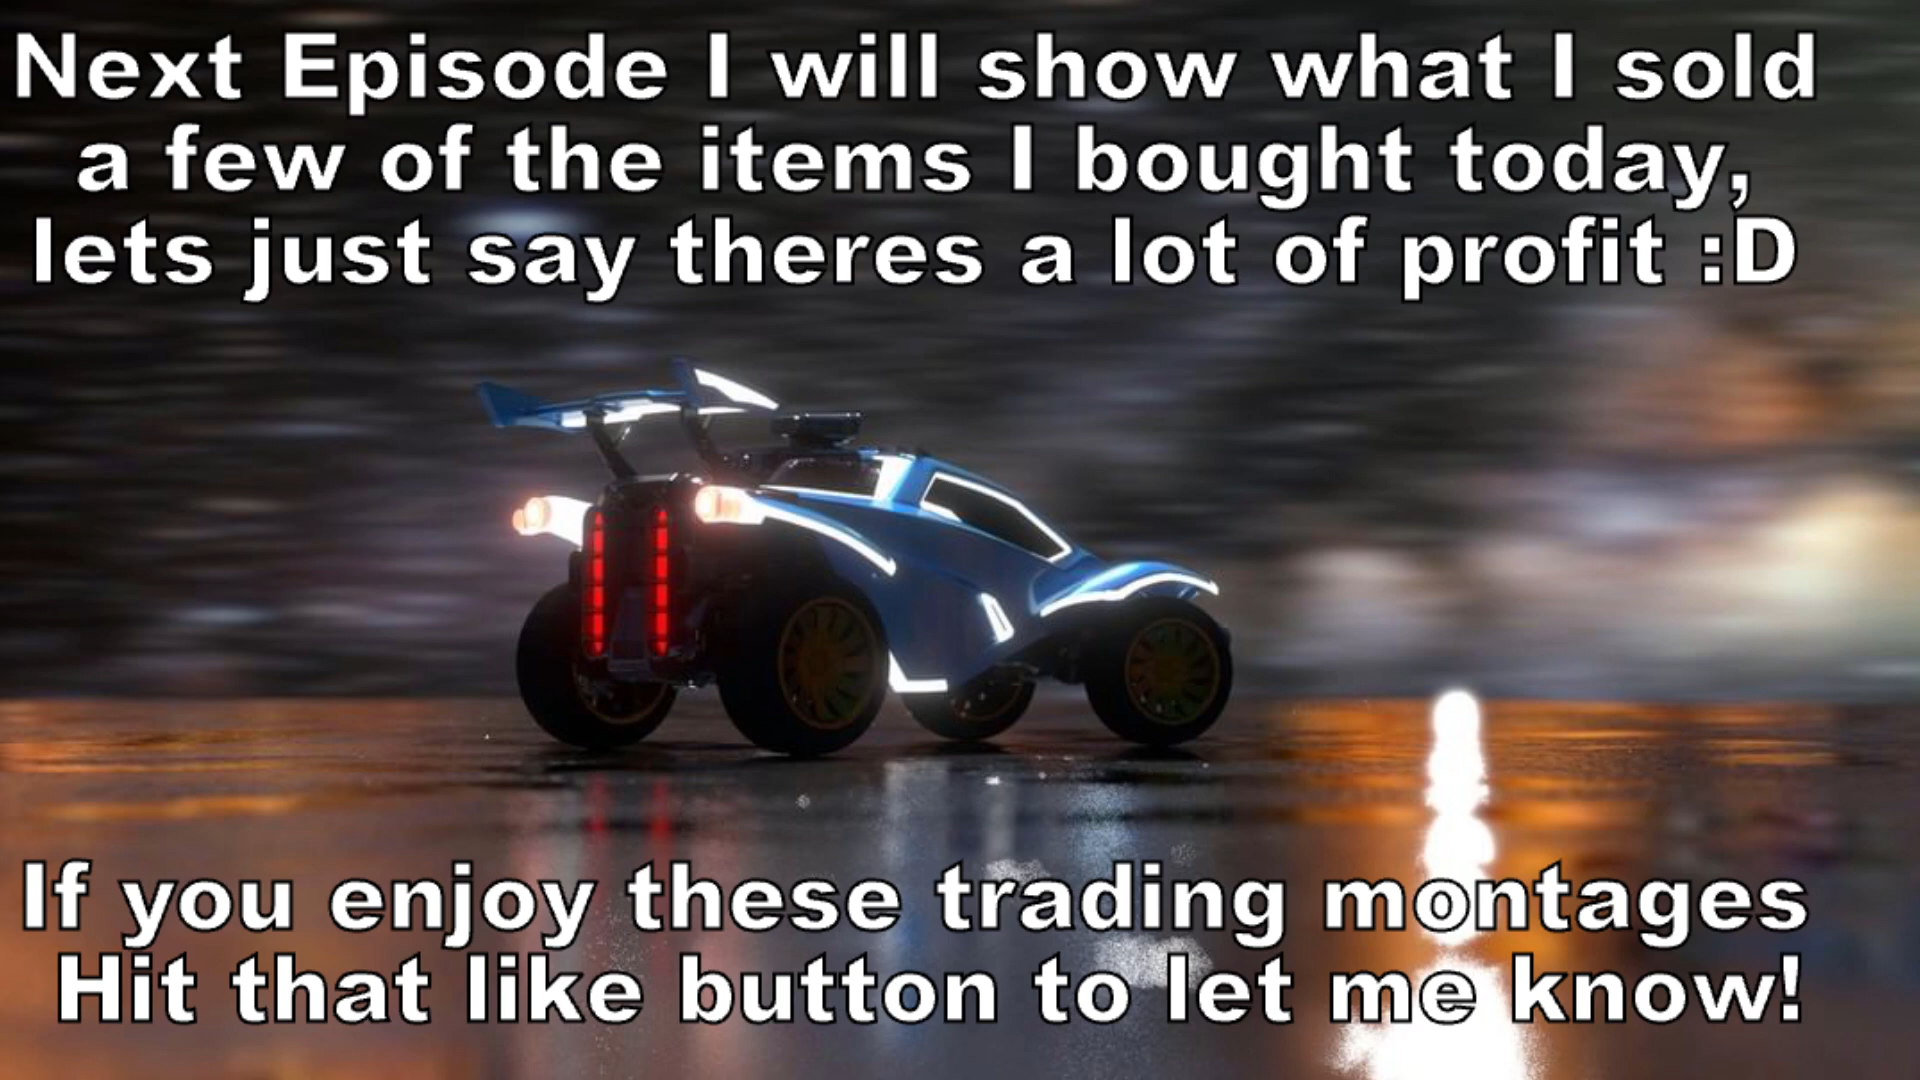 Next Episode I will show what I sold
a few of the items I bought today,
lets just say theres a lot of profit :D
If you enjoy these trading montages
Hit that like button to let me know!